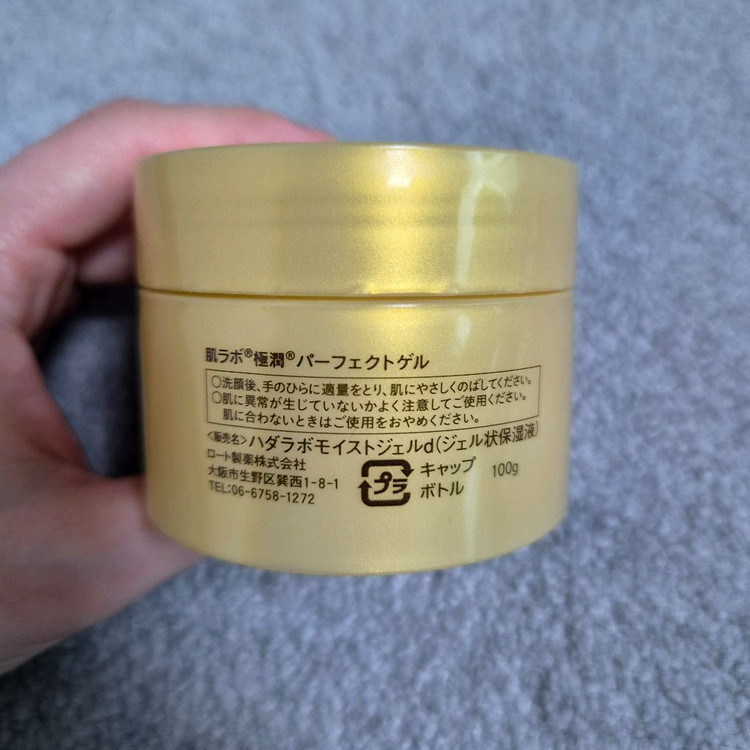 肌ラボ®極潤®パーフェクトゲル
○洗顔後、手のひらに適量をとり、肌にやさしくのばしてください。
○肌に異常が生じていないかよく注意してご使用ください。
肌に合わないときはご使用をおやめください。
<販売名>ハダラボモイストジェルd(ジェル状保湿液)
ロート製薬株式会社
大阪市生野区巽西1-8-1
TEL:06-6758-1272
プラ
キャップ
ボトル
100g